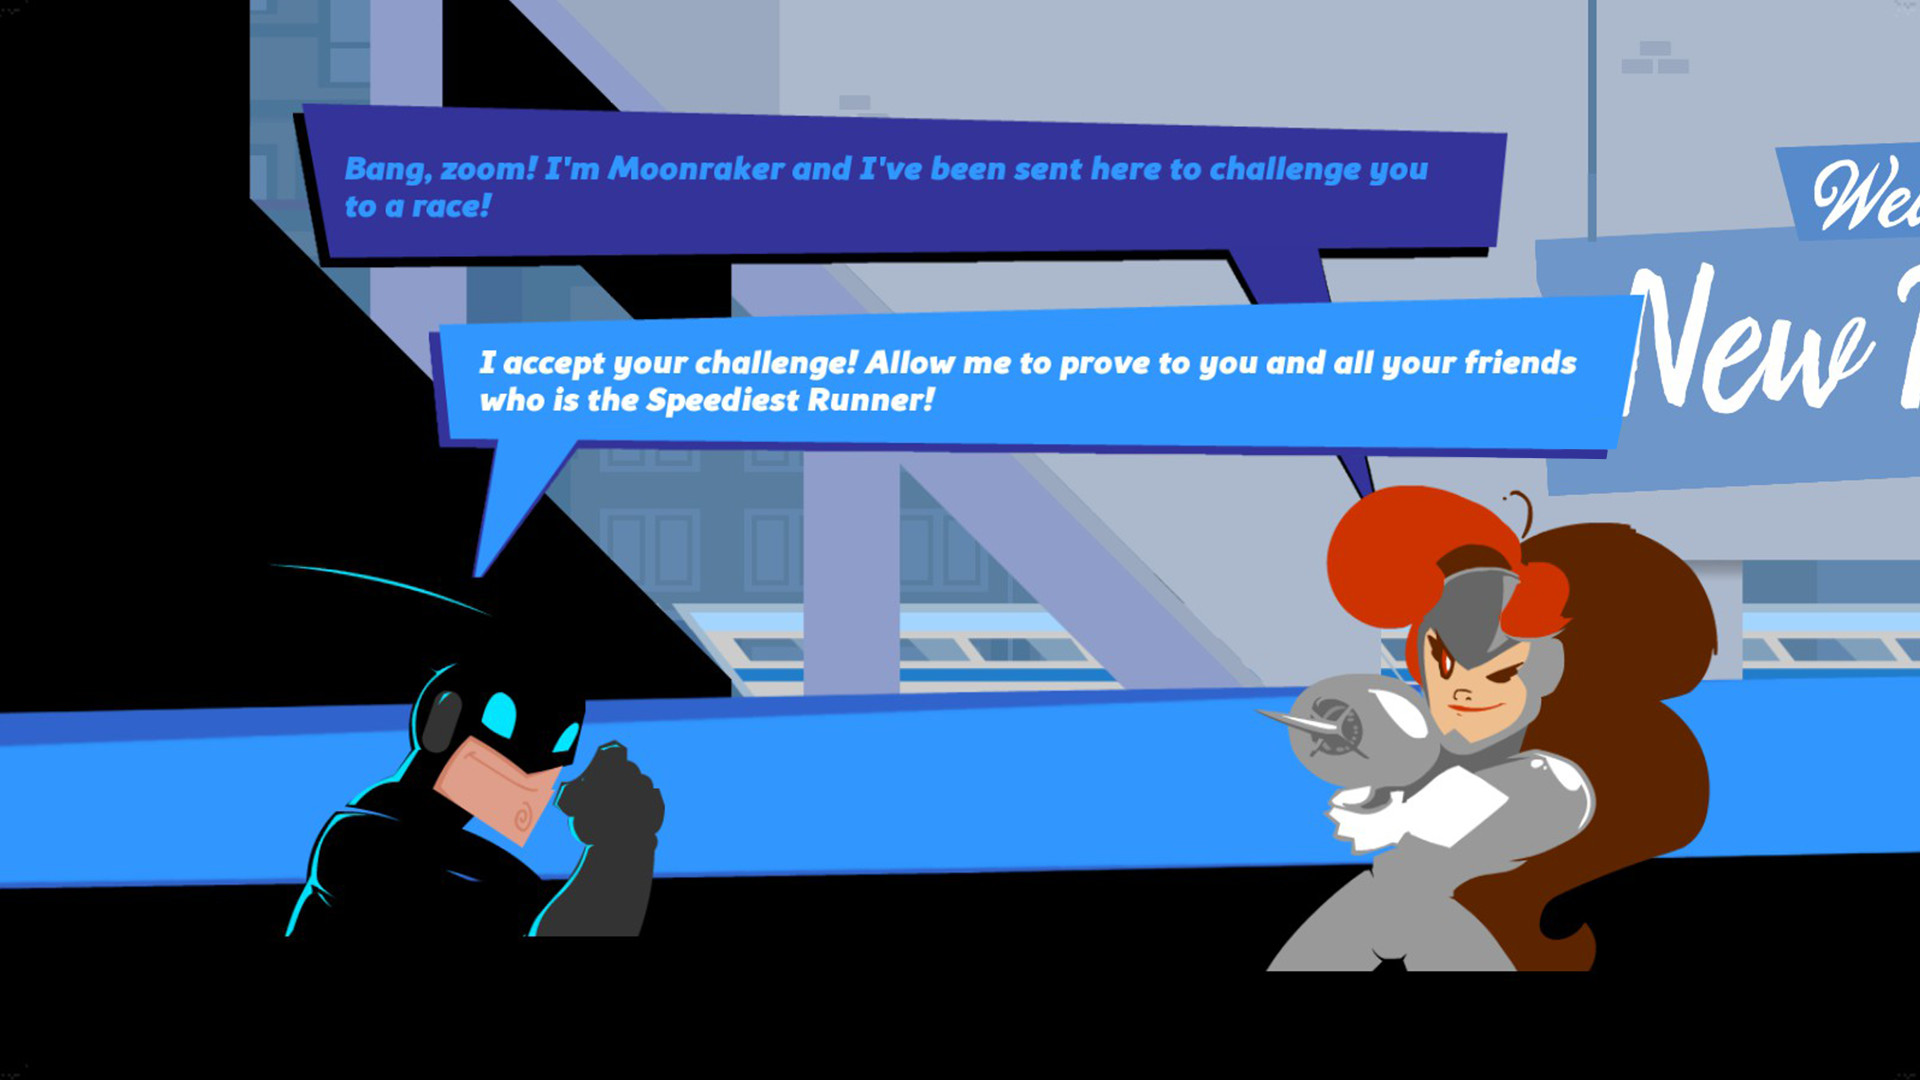 Bang, zoom! I'm Moonraker and I've been sent here to challenge you
to a race!
I accept your challenge! Allow me to prove to you and all your friends
who is the Speediest Runner!
New